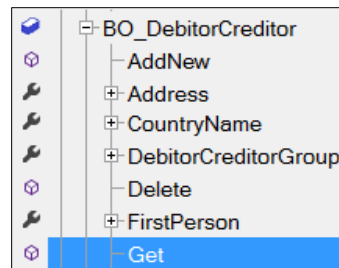 BO_DebitorCreditor
AddNew
Address
CountryName
DebitorCreditorGroup
Delete
FirstPerson
Get